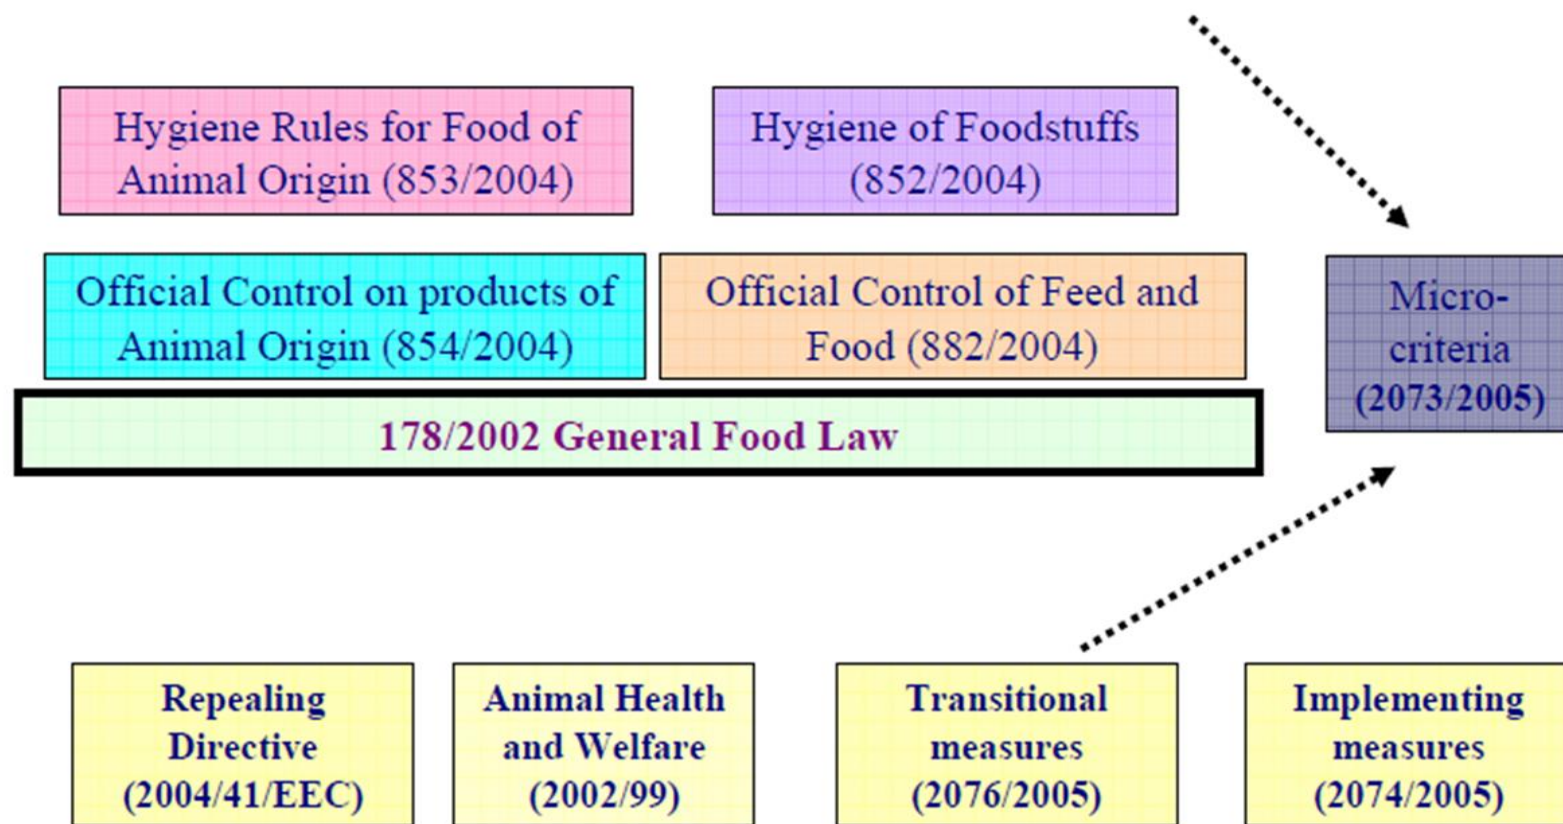 Hygiene Rules for Food of
Animal Origin (853/2004)
Hygiene of Foodstuffs
(852/2004)
Official Control on products of
Animal Origin (854/2004)
Official Control of Feed and
Food (882/2004)
Micro-
criteria
(2073/2005)
178/2002 General Food Law
Repealing
Directive
(2004/41/EEC)
Animal Health
and Welfare
(2002/99)
Transitional
measures
(2076/2005)
Implementing
measures
(2074/2005)